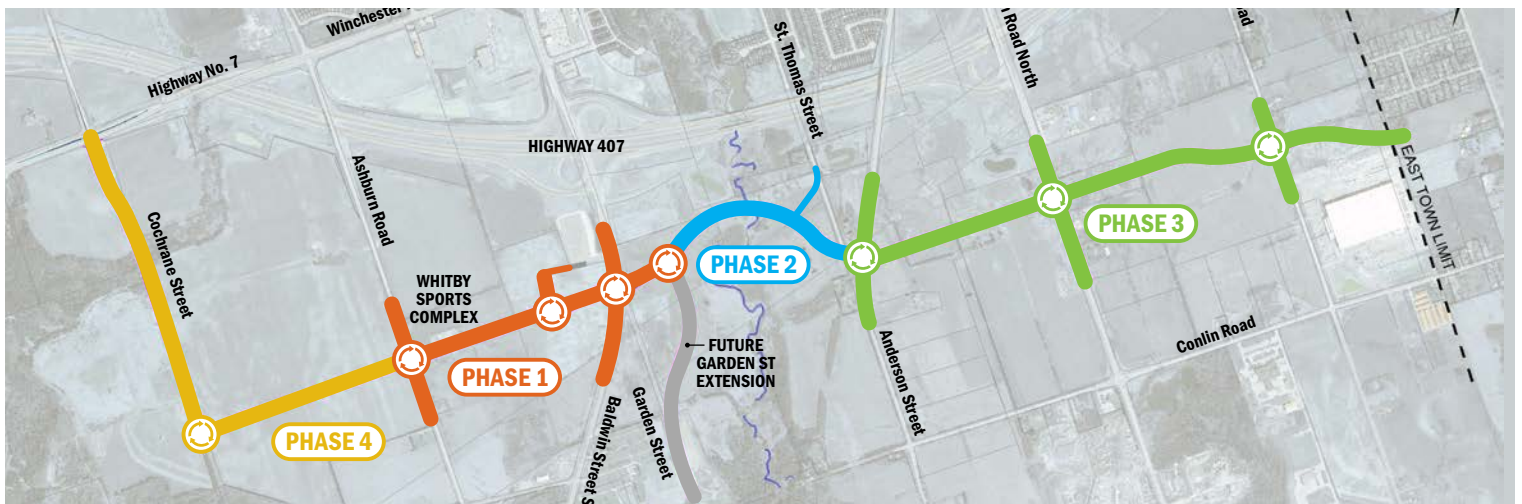 Winchester
Highway No. 7
St. Thomas Street
Road North
HIGHWAY 407
Ashburn Road
Cochrane Street
WHITBY
SPORTS
COMPLEX
PHASE 2
PHASE 3
EAST TOWN LIMIT
FUTURE
GARDEN ST
EXTENSION
Conlin Road
PHASE 1
Anderson Street
PHASE 4
Baldwin Street S
Garden Street